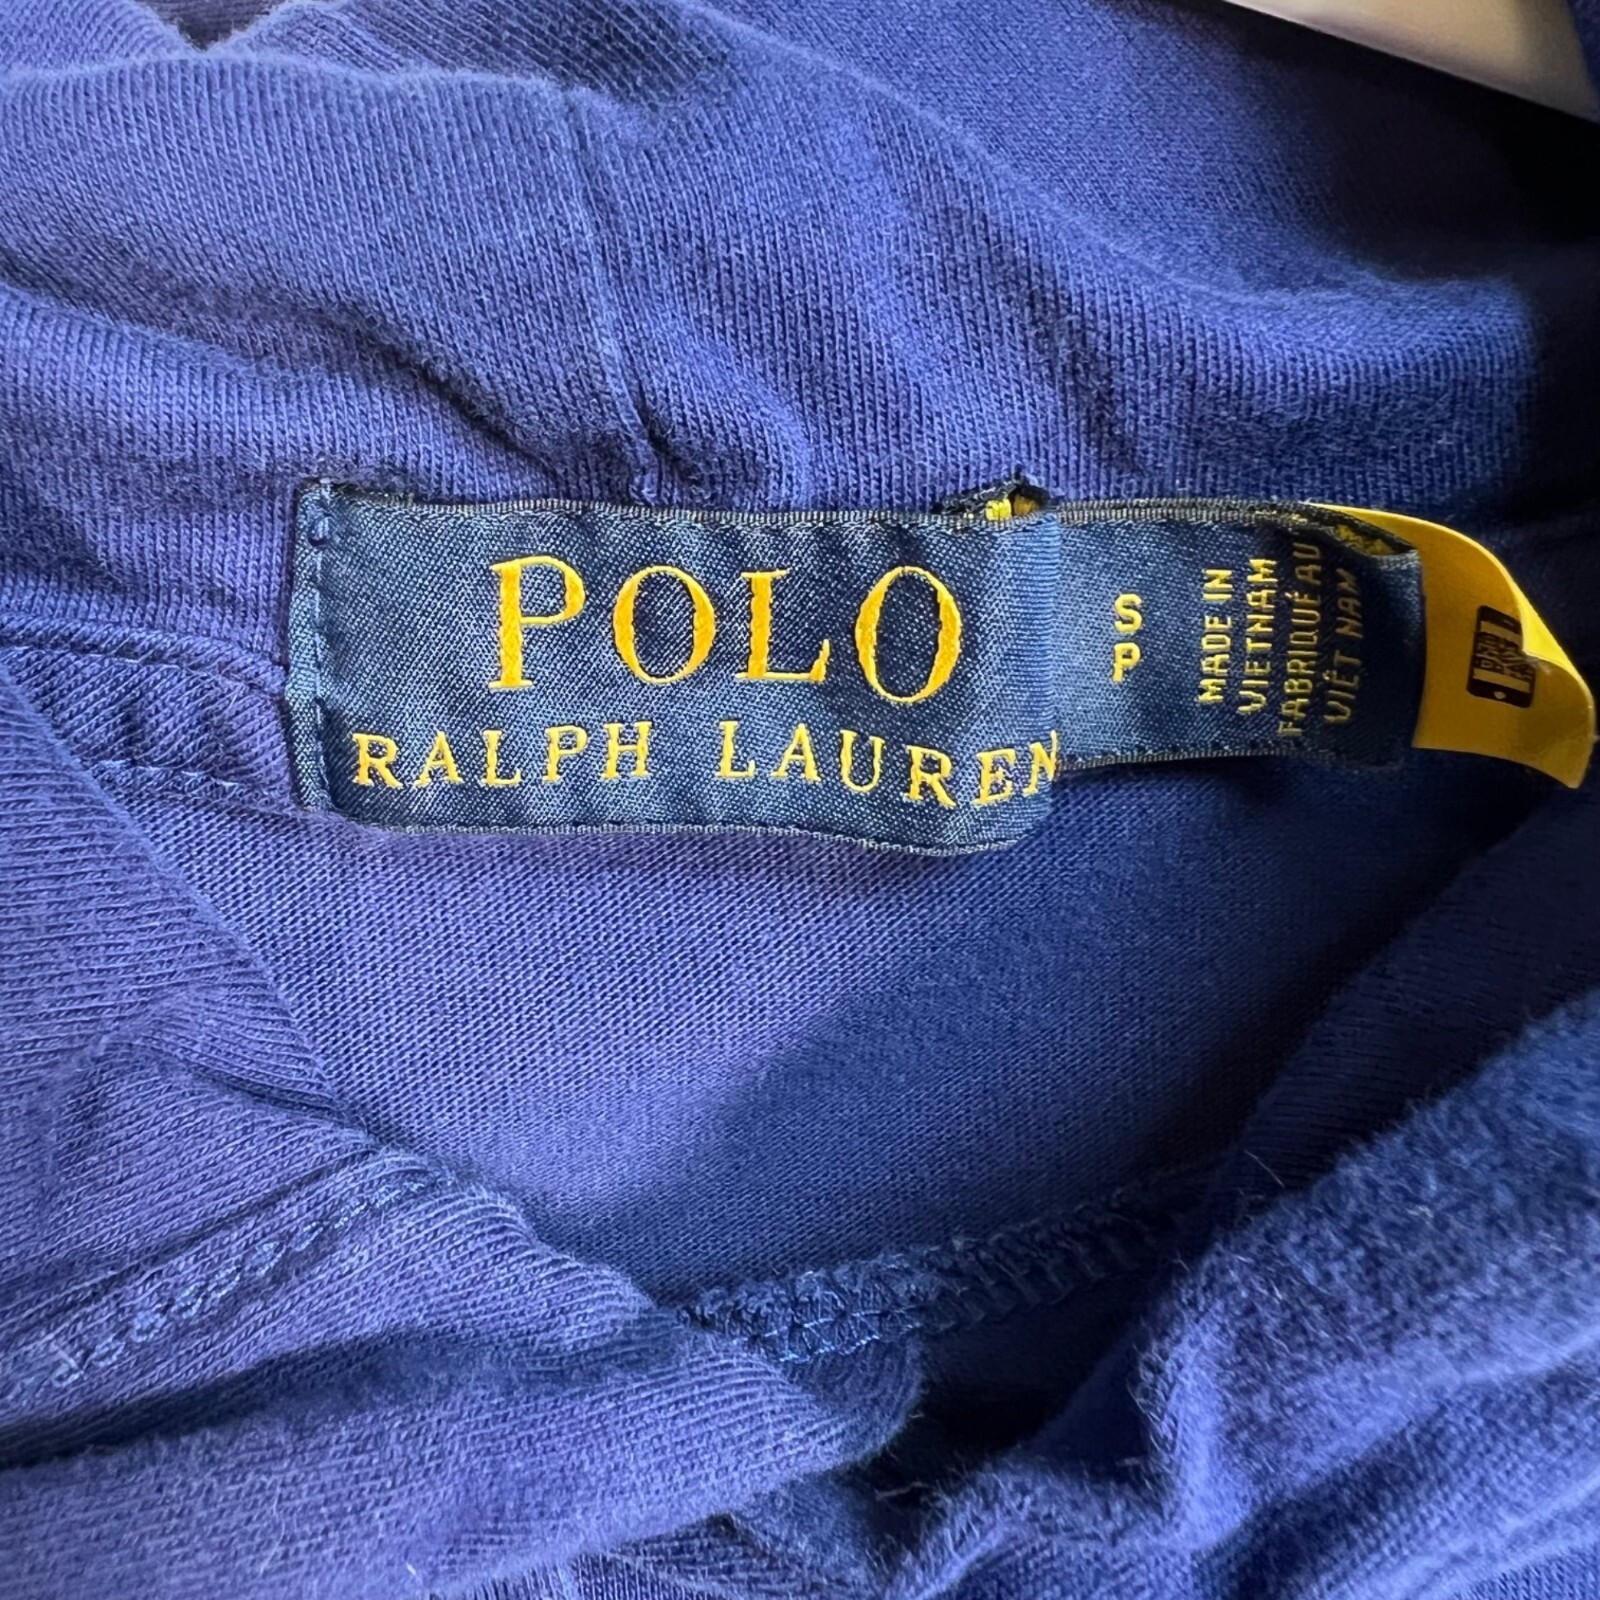 POLO
RALPH LAUREN
S
P
MADE IN
VIETNAM
FABRIQUÉ AU
VIÊT NAM